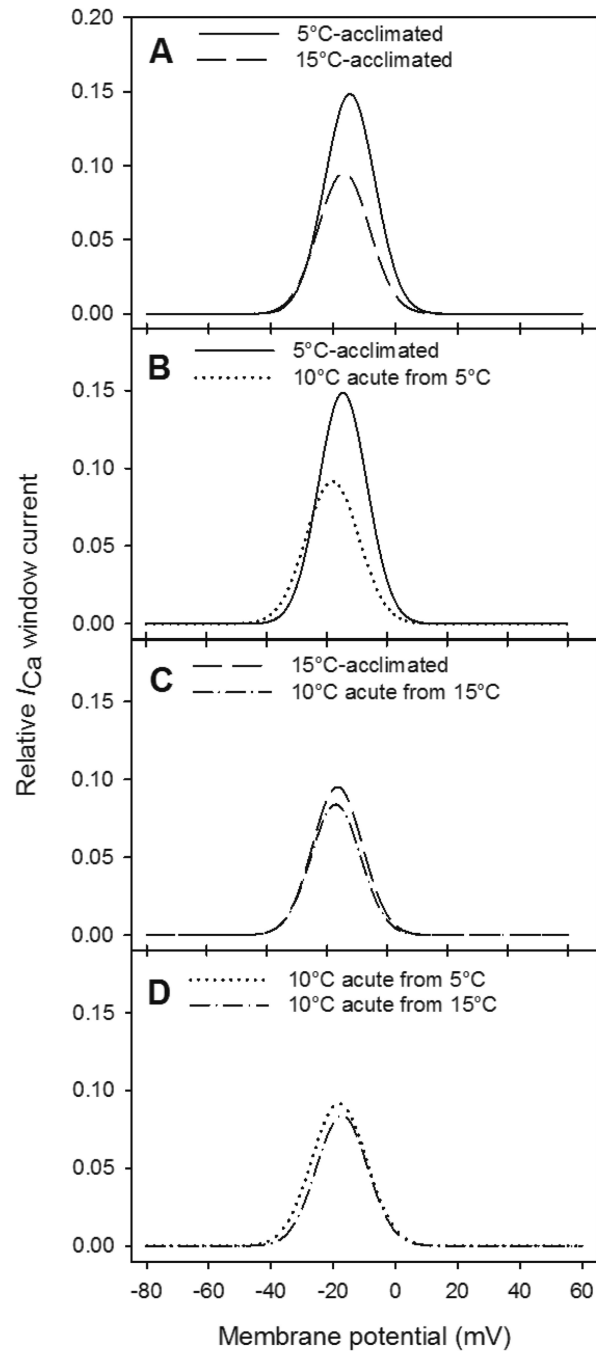 0.20
A
5°C-acclimated
15°C-acclimated
0.15
0.10
0.05
0.00
B
5°C-acclimated
10°C acute from 5°C
0.15
0.10
0.05
0.00
C
15°C-acclimated
10°C acute from 15°C
0.15
0.10
0.05
0.00
D
10°C acute from 5°C
10°C acute from 15°C
0.15
0.10
0.05
0.00
Relative ICa window current
-80 -60 -40 -20 0 20 40 60
Membrane potential (mV)